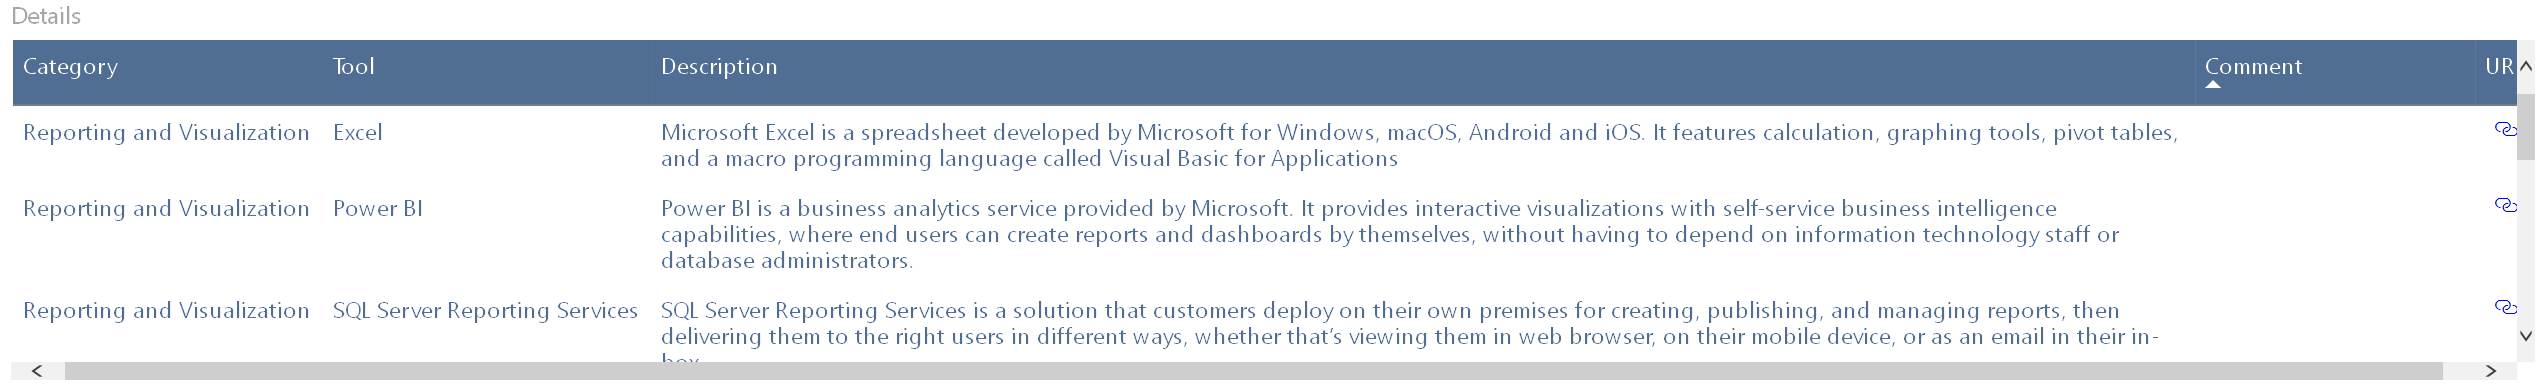 Details
Category Tool Description Comment UR
Reporting and Visualization Excel Microsoft Excel is a spreadsheet developed by Microsoft for Windows, macOS, Android and iOS. It features calculation, graphing tools, pivot tables,
and a macro programming language called Visual Basic for Applications
Reporting and Visualization Power BI Power BI is a business analytics service provided by Microsoft. It provides interactive visualizations with self-service business intelligence
capabilities, where end users can create reports and dashboards by themselves, without having to depend on information technology staff or
database administrators.
Reporting and Visualization SQL Server Reporting Services SQL Server Reporting Services is a solution that customers deploy on their own premises for creating, publishing, and managing reports, then
delivering them to the right users in different ways, whether that’s viewing them in web browser, on their mobile device, or as an email in their in-
box.